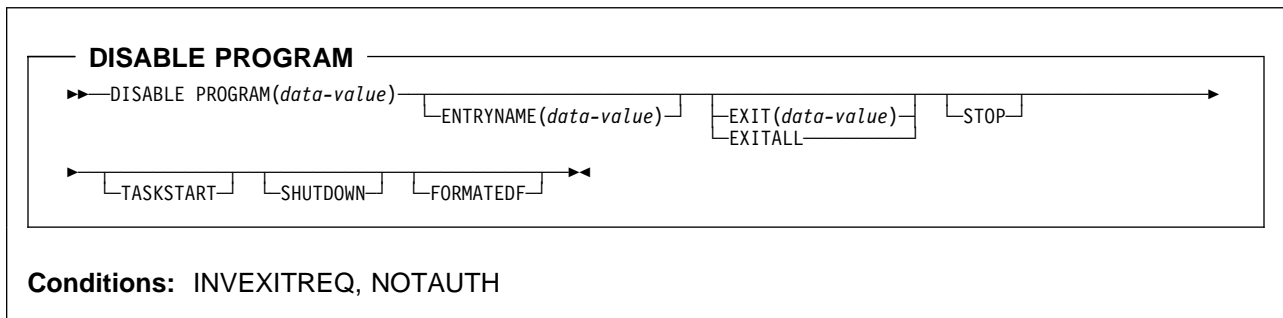 DISABLE PROGRAM
DISABLE PROGRAM(data-value)
ENTRYNAME(data-value)
EXIT(data-value)
EXITALL
STOP
TASKSTART
SHUTDOWN
FORMATEDF
Conditions: INVEXITREQ, NOTAUTH